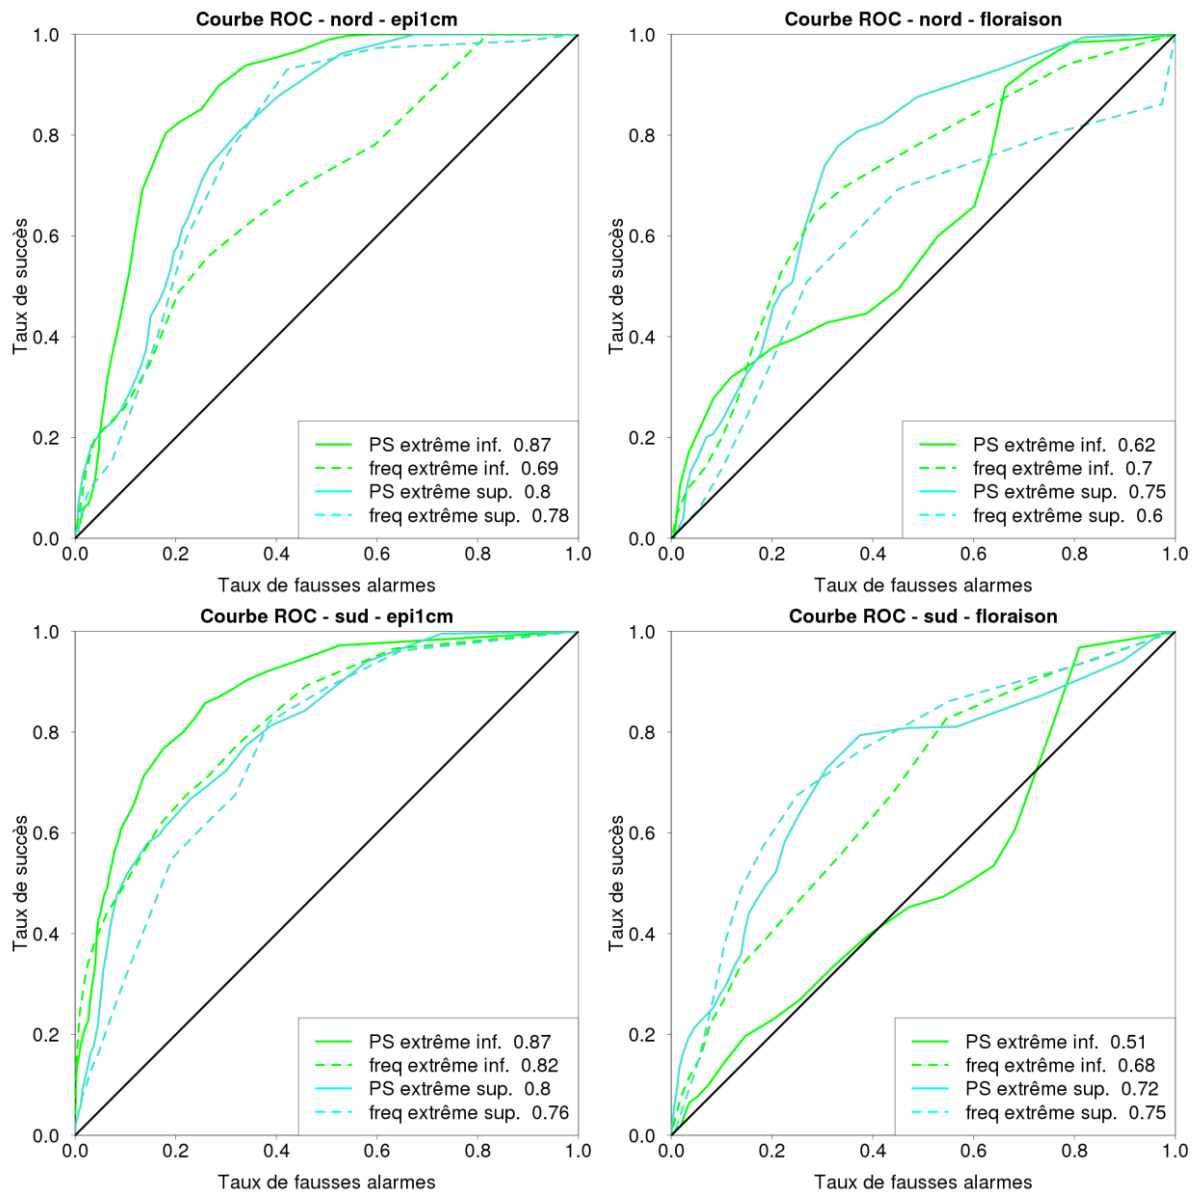 Courbe ROC - nord - epi1cm
Taux de succès
1.0
0.8
0.6
0.4
0.2
0.0
PS extrême inf. 0.87
freq extrême inf. 0.69
PS extrême sup. 0.8
freq extrême sup. 0.78
0.0 0.2 0.4 0.6 0.8 1.0
Taux de fausses alarmes
Courbe ROC - nord - floraison
Taux de succès
1.0
0.8
0.6
0.4
0.2
0.0
PS extrême inf. 0.62
freq extrême inf. 0.7
PS extrême sup. 0.75
freq extrême sup. 0.6
0.0 0.2 0.4 0.6 0.8 1.0
Taux de fausses alarmes
Courbe ROC - sud - epi1cm
Taux de succès
1.0
0.8
0.6
0.4
0.2
0.0
PS extrême inf. 0.87
freq extrême inf. 0.82
PS extrême sup. 0.8
freq extrême sup. 0.76
0.0 0.2 0.4 0.6 0.8 1.0
Taux de fausses alarmes
Courbe ROC - sud - floraison
Taux de succès
1.0
0.8
0.6
0.4
0.2
0.0
PS extrême inf. 0.51
freq extrême inf. 0.68
PS extrême sup. 0.72
freq extrême sup. 0.75
0.0 0.2 0.4 0.6 0.8 1.0
Taux de fausses alarmes